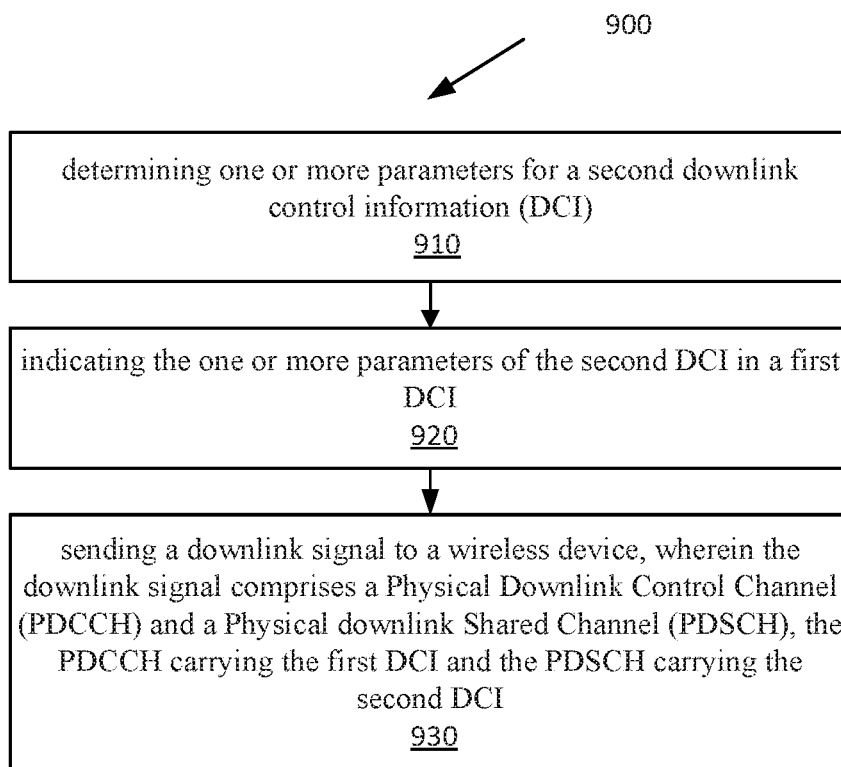 900
determining one or more parameters for a second downlink
control information (DCI)
910
indicating the one or more parameters of the second DCI in a first
DCI
920
sending a downlink signal to a wireless device, wherein the
downlink signal comprises a Physical Downlink Control Channel
(PDCCH) and a Physical downlink Shared Channel (PDSCH), the
PDCCH carrying the first DCI and the PDSCH carrying the
second DCI
930